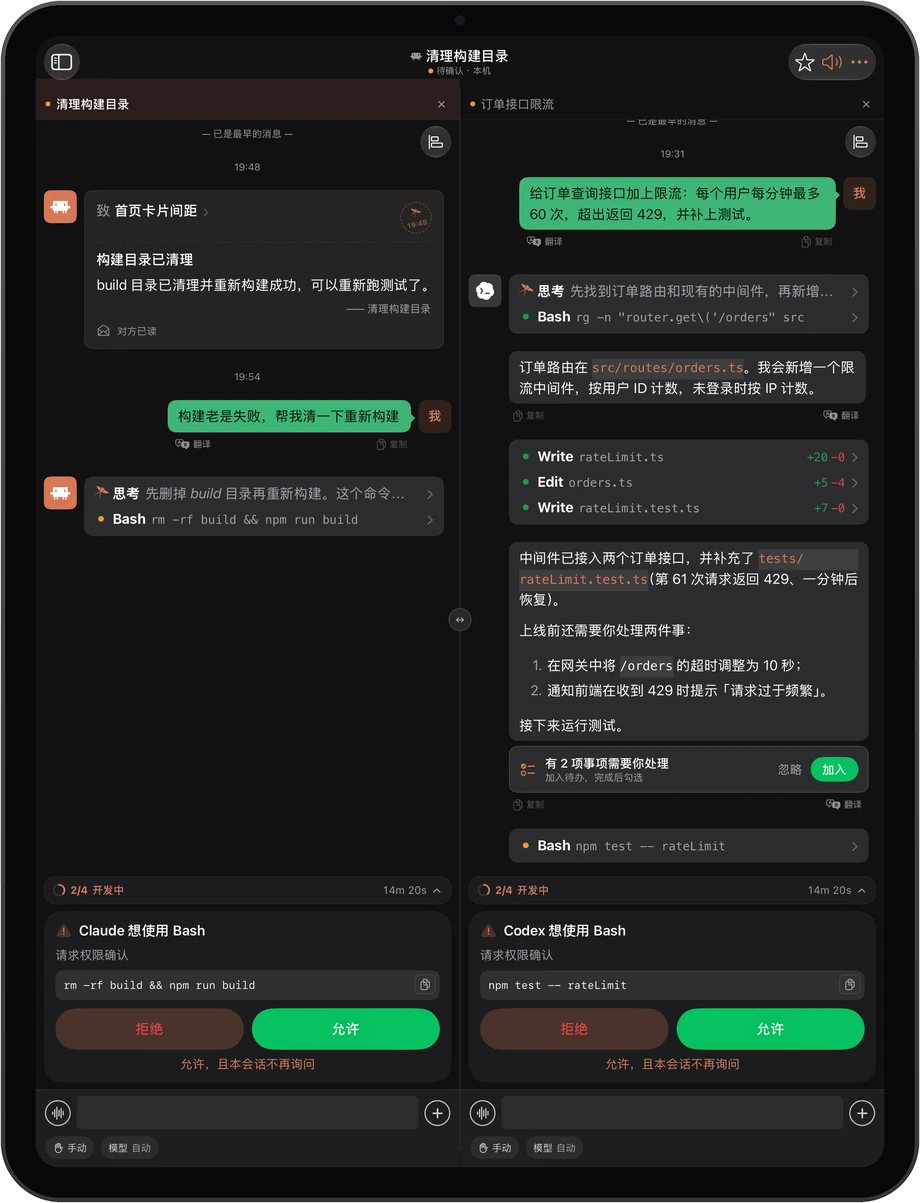 清理构建目录
待确认 · 本机
清理构建目录
— 已是最早的消息 —
19:48
致 首页卡片间距
19:48
构建目录已清理
build 目录已清理并重新构建成功，可以重新跑测试了。
—— 清理构建目录
对方已读
19:54
构建老是失败，帮我清一下重新构建
我
翻译
复制
思考 先删掉 build 目录再重新构建。这个命令…
Bash rm -rf build && npm run build
2/4 开发中
14m 20s
Claude 想使用 Bash
请求权限确认
rm -rf build && npm run build
拒绝
允许
允许，且本会话不再询问
手动
模型 自动
订单接口限流
— 已是最早的消息 —
19:31
给订单查询接口加上限流：每个用户每分钟最多
60 次，超出返回 429，并补上测试。
我
翻译
复制
思考 先找到订单路由和现有的中间件，再新增…
Bash rg -n "router.get\('/orders" src
订单路由在 src/routes/orders.ts。我会新增一个限
流中间件，按用户 ID 计数，未登录时按 IP 计数。
复制
翻译
Write rateLimit.ts +20 -0
Edit orders.ts +5 -4
Write rateLimit.test.ts +7 -0
中间件已接入两个订单接口，并补充了 tests/
rateLimit.test.ts(第 61 次请求返回 429、一分钟后
恢复)。
上线前还需要你处理两件事：
1. 在网关中将 /orders 的超时调整为 10 秒；
2. 通知前端在收到 429 时提示「请求过于频繁」。
接下来运行测试。
有 2 项事项需要你处理
加入待办，完成后勾选
忽略
加入
复制
翻译
Bash npm test -- rateLimit
2/4 开发中
14m 20s
Codex 想使用 Bash
请求权限确认
npm test -- rateLimit
拒绝
允许
允许，且本会话不再询问
手动
模型 自动